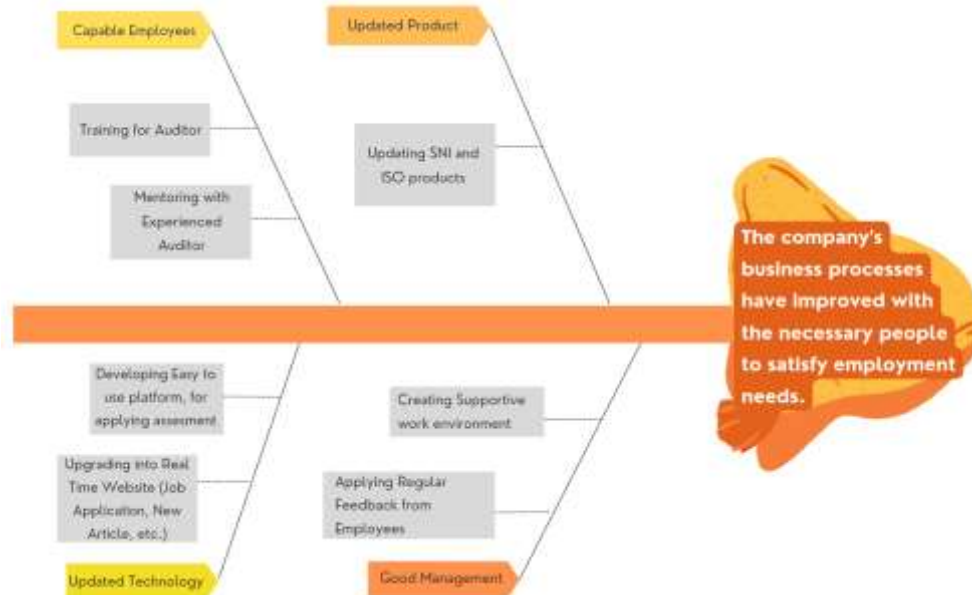 Capable Employees
Updated Product
Training for Auditor
Updating SNI and
ISO products
Mentoring with
Experienced
Auditor
The company's
business processes
have improved with
the necessary people
to satisfy employment
needs.
Developing Easy to
use platform, for
applying assesment
Creating Supportive
work environment
Upgrading into Real
Time Website (Job
Application, New
Article, etc.)
Applying Regular
Feedback from
Employees
Updated Technology
Good Management